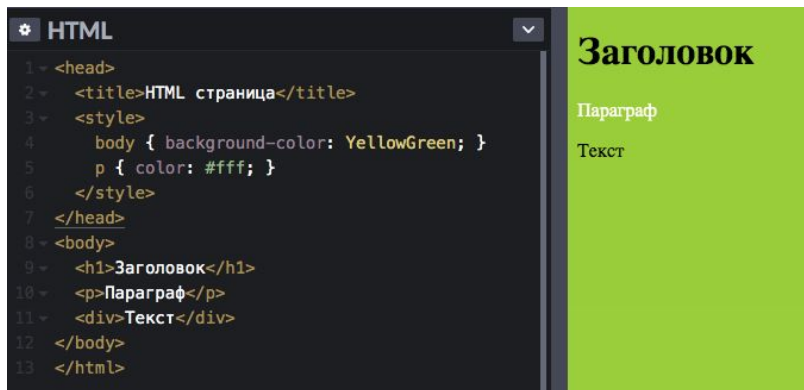 HTML
1 <head>
2 <title>HTML страница</title>
3 <style>
4 body { background-color: YellowGreen; }
5 p { color: #fff; }
6 </style>
7 </head>
8 <body>
9 <h1>Заголовок</h1>
10 <p>Параграф</p>
11 <div>Текст</div>
12 </body>
13 </html>
Заголовок
Параграф
Текст